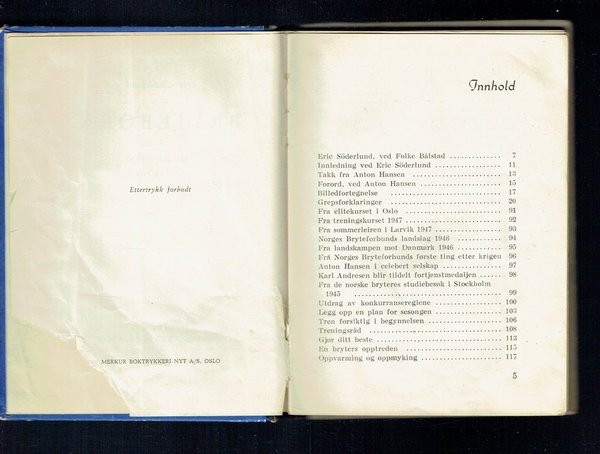 Ettertrykk forbudt
MERKUR BOKTRYKKERI NYT A/S, OSLO
Innhold
Eric Söderlund, ved Folke Bålstad ............. 7
Innledning ved Eric Söderlund ................. 11
Takk fra Anton Hansen ......................... 13
Forord, ved Anton Hansen ...................... 15
Billedfortegnelse ............................. 17
Grepsforklaringer ............................. 20
Fra elitekurset i Oslo ........................ 91
Fra treningskurset 1947 ....................... 92
Fra sommerleiren i Larvik 1947 ................ 93
Norges Bryteforbunds landslag 1946 ............ 94
Fra landskampen mot Danmark 1946 .............. 95
Frå Norges Bryteforbunds første ting etter krigen 96
Anton Hansen i celebert selskap ............... 97
Karl Andresen blir tildelt fortjenstmedaljen .. 98
Fra de norske bryteres studiebesøk i Stockholm
1945 .......................................... 99
Utdrag av konkurransereglene .................. 100
Legg opp en plan for sesongen ................. 103
Tren forsiktig i begynnelsen .................. 106
Treningsråd ................................... 108
Gjør ditt beste ............................... 113
En bryters opptreden .......................... 115
Oppvarming og oppmyking ....................... 117
5